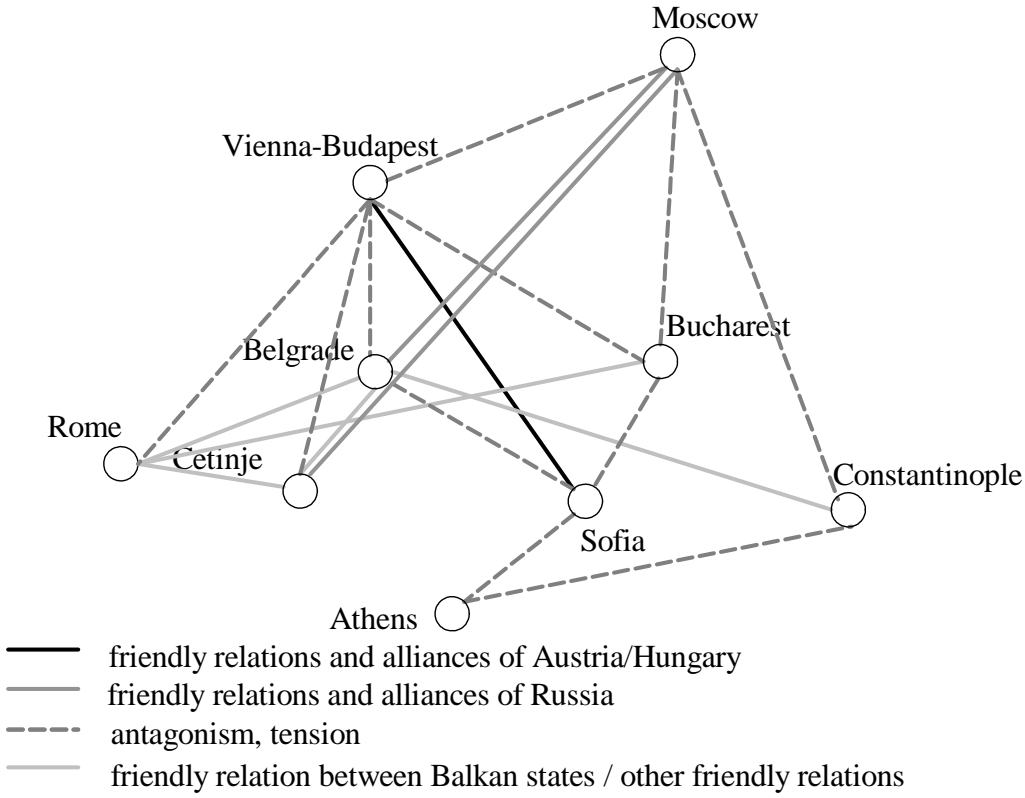 Moscow
Vienna-Budapest
Bucharest
Belgrade
Rome
Cetinje
Constantinople
Sofia
Athens
friendly relations and alliances of Austria/Hungary
friendly relations and alliances of Russia
antagonism, tension
friendly relation between Balkan states / other friendly relations